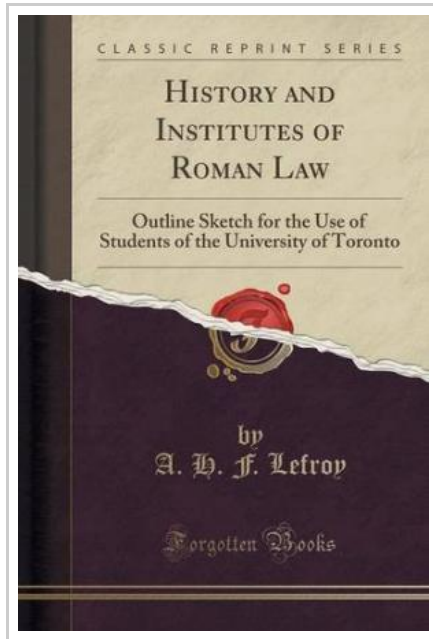 CLASSIC REPRINT SERIES
HISTORY AND
INSTITUTES OF
ROMAN LAW
Outline Sketch for the Use of
Students of the University of Toronto
by
A. H. F. Lefroy
Forgotten Books